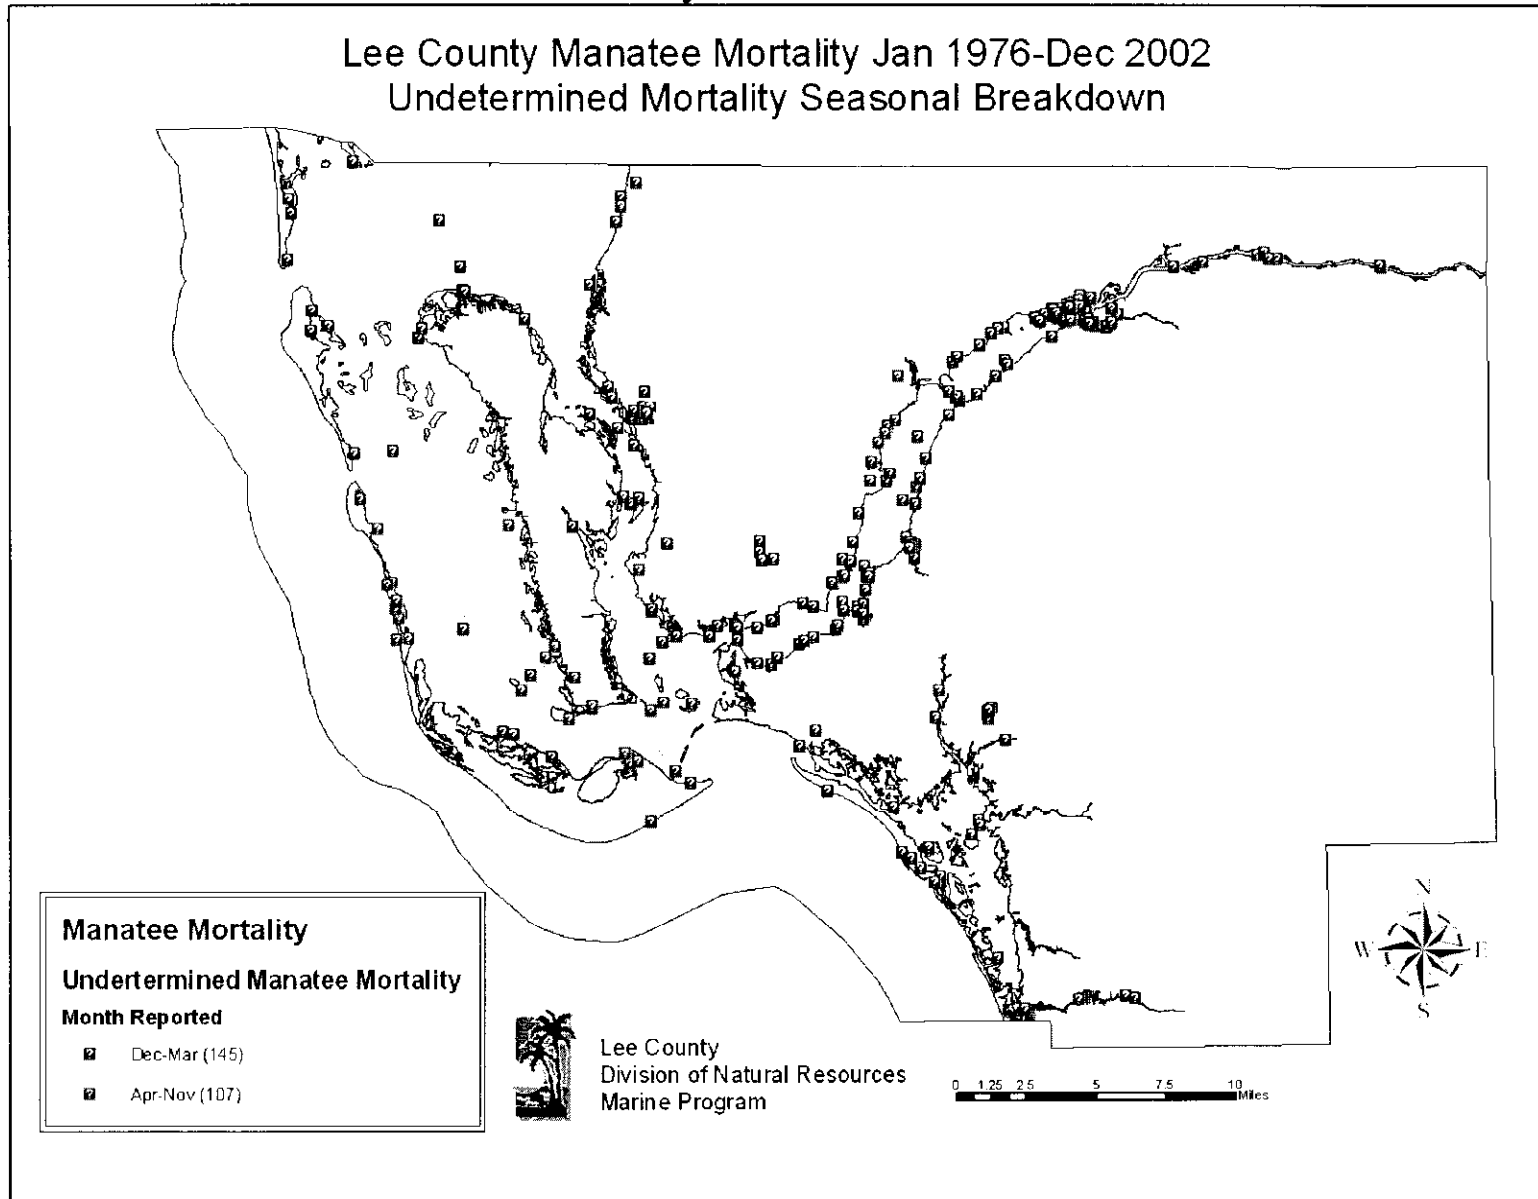 Lee County Manatee Mortality Jan 1976-Dec 2002
Undetermined Mortality Seasonal Breakdown
Manatee Mortality
Undertermined Manatee Mortality
Month Reported
? Dec-Mar (145)
? Apr-Nov (107)
Lee County
Division of Natural Resources
Marine Program
0 1.25 2.5 5 7.5 10
Miles
N
W E
S